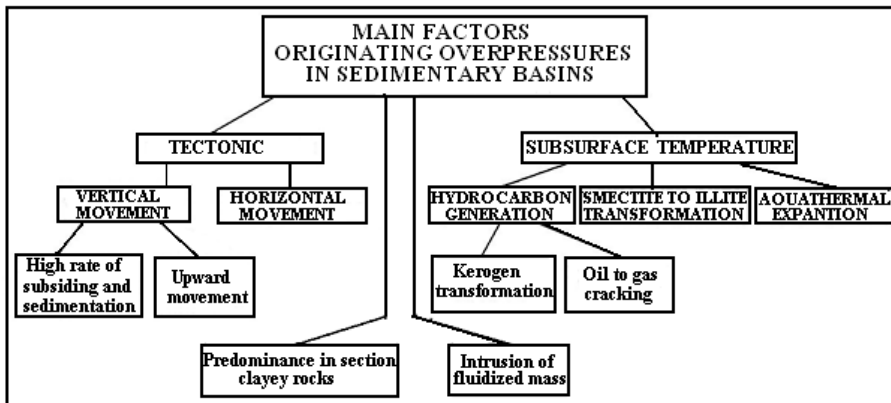 MAIN FACTORS
ORIGINATING OVERPRESSURES
IN SEDIMENTARY BASINS
TECTONIC
SUBSURFACE TEMPERATURE
VERTICAL
MOVEMENT
HORIZONTAL
MOVEMENT
HYDROCARBON
GENERATION
SMECTITE TO ILLITE
TRANSFORMATION
AOUATHERMAL
EXPANTION
High rate of
subsiding and
sedimentation
Upward
movement
Kerogen
transformation
Oil to gas
cracking
Predominance in section
clayey rocks
Intrusion of
fluidized mass